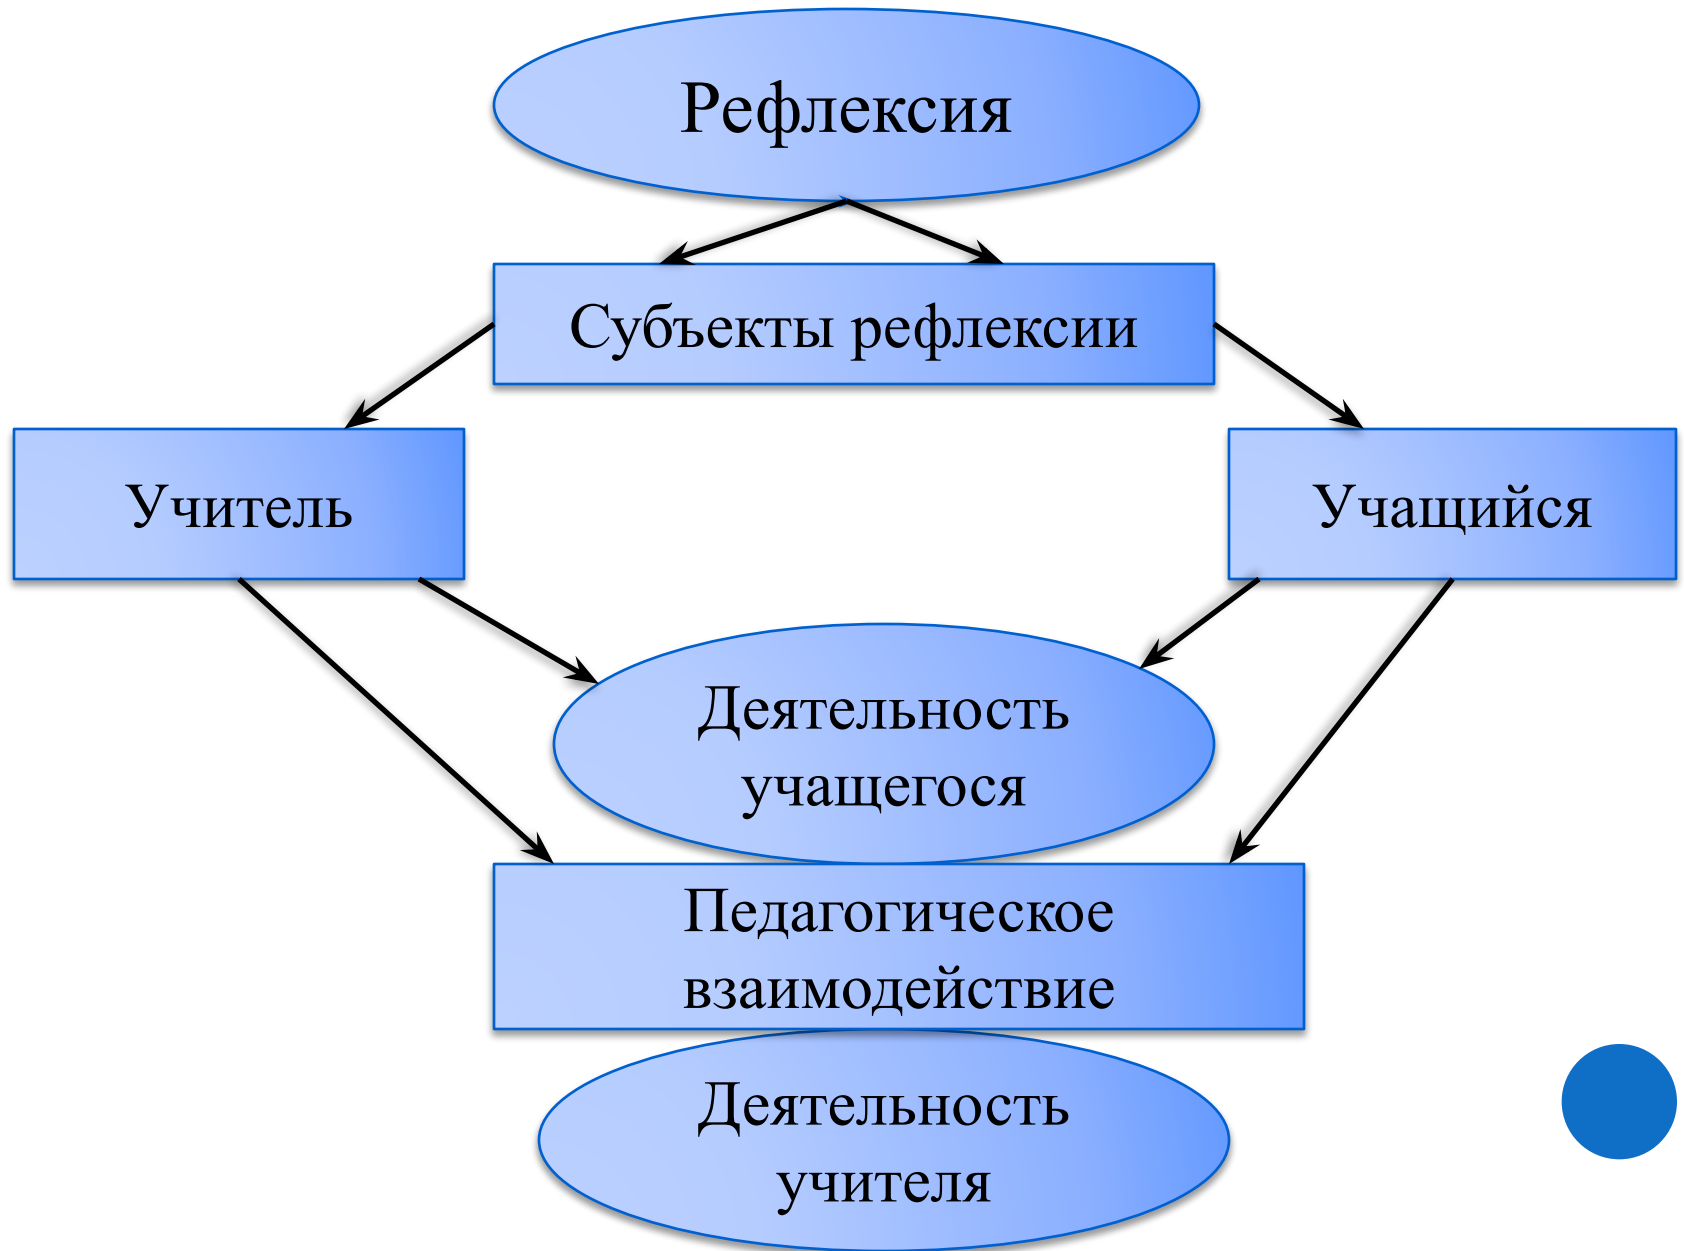 Рефлексия
Субъекты рефлексии
Учитель
Учащийся
Деятельность
учащегося
Педагогическое
взаимодействие
Деятельность
учителя